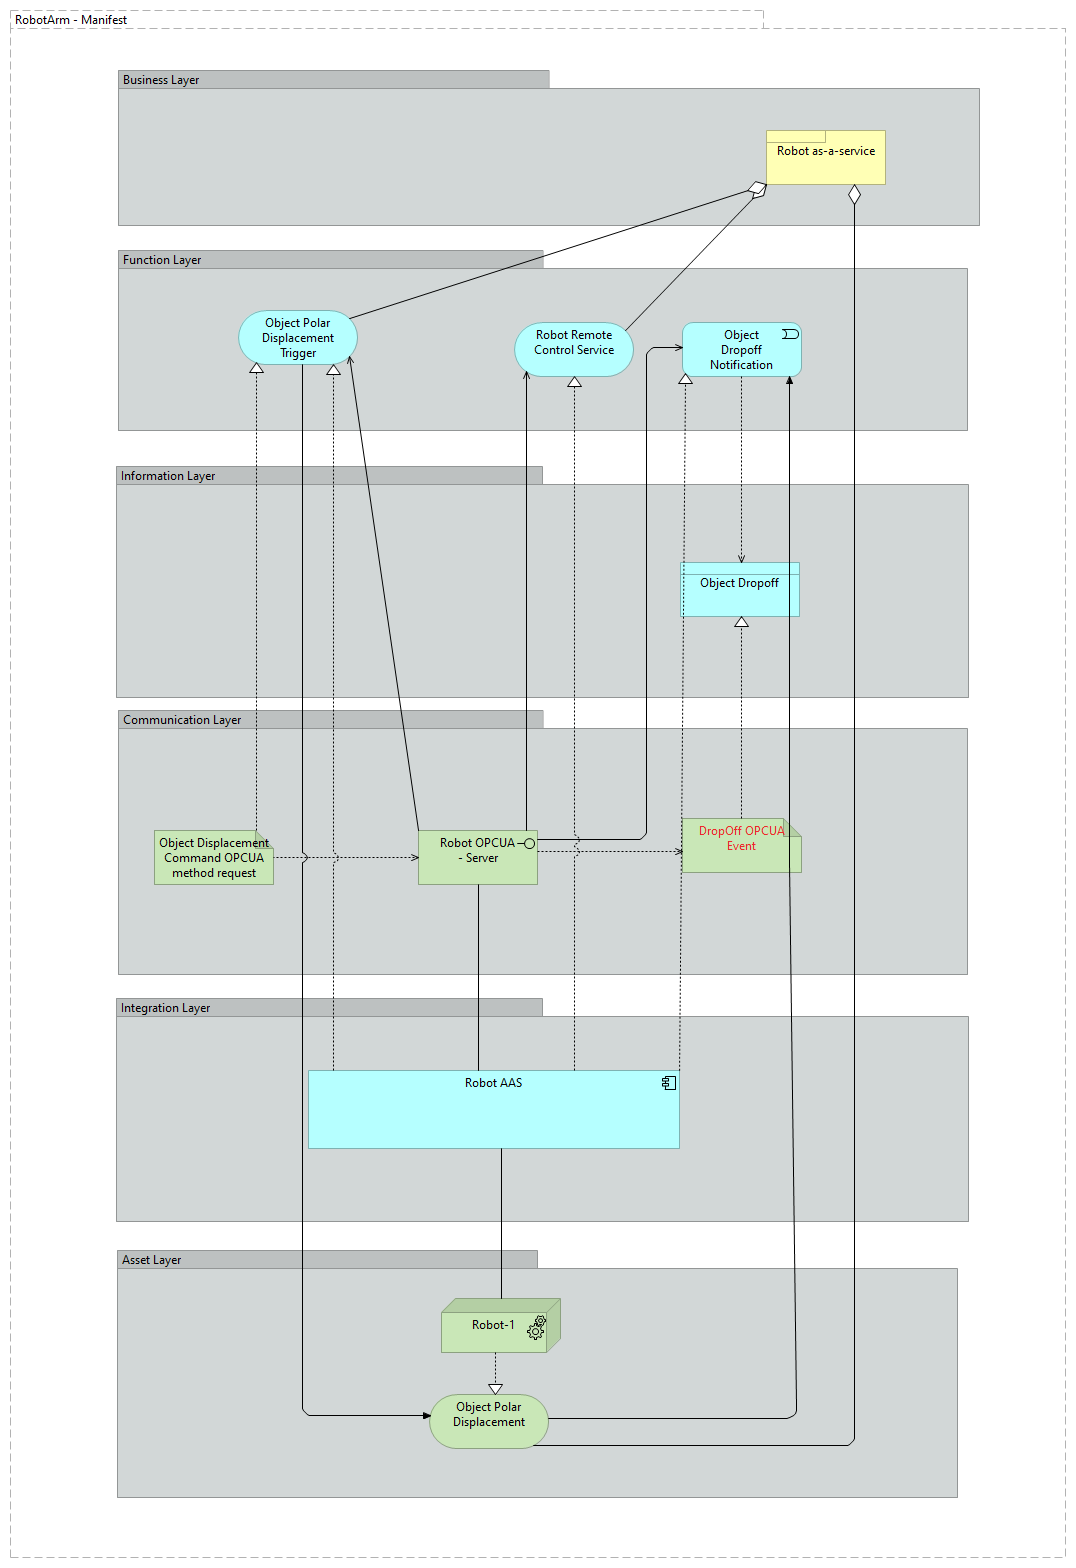 RobotArm - Manifest
Business Layer
Robot as-a-service
Function Layer
Object Polar
Displacement
Trigger
Robot Remote
Control Service
Object
Dropoff
Notification
Information Layer
Object Dropoff
Communication Layer
Object Displacement
Command OPCUA
method request
Robot OPCUA
- Server
DropOff OPCUA
Event
Integration Layer
Robot AAS
Asset Layer
Robot-1
Object Polar
Displacement